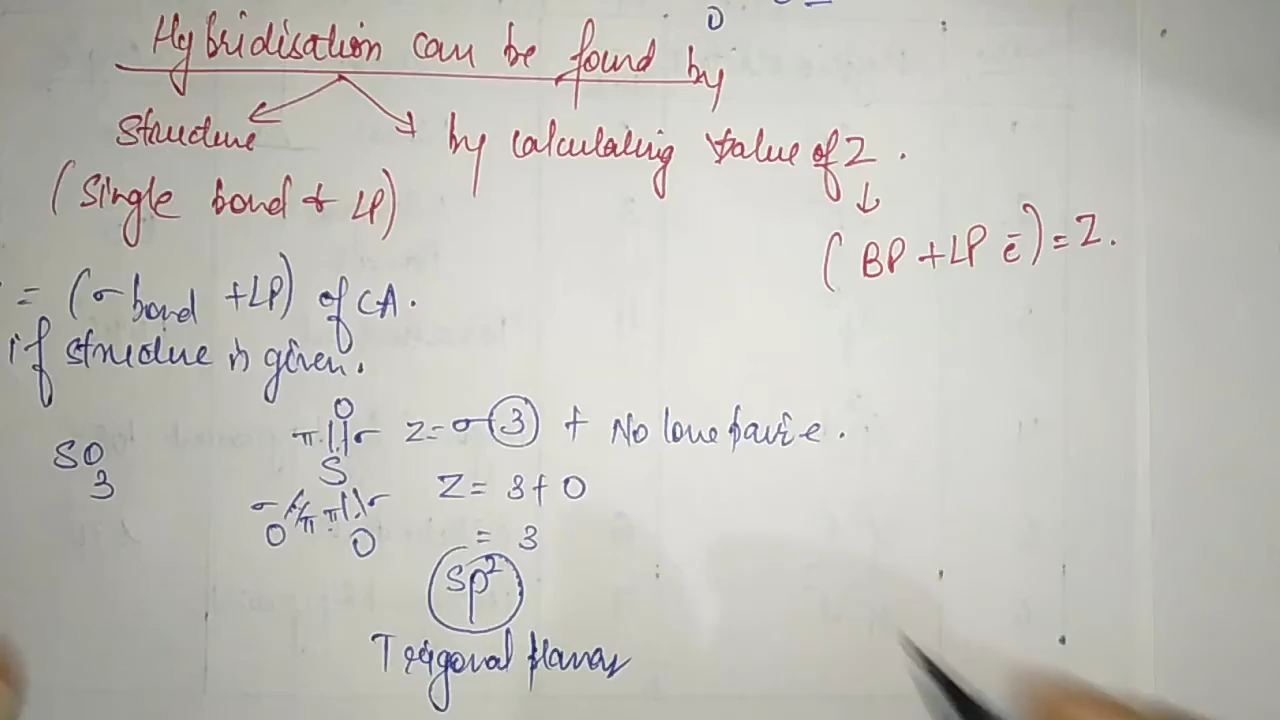 Hybridisation can be found by
Structure
by calculating value of Z.
(Single bond + LP)
(BP + LP ē) = Z.
= (σ bond + LP) of CA.
if structure is given.
SO3
O
π || σ
S
σ // π π || σ
O O
Z = σ 3 + No lone pair.
Z = 3 + 0
= 3
sp²
Trigonal planar